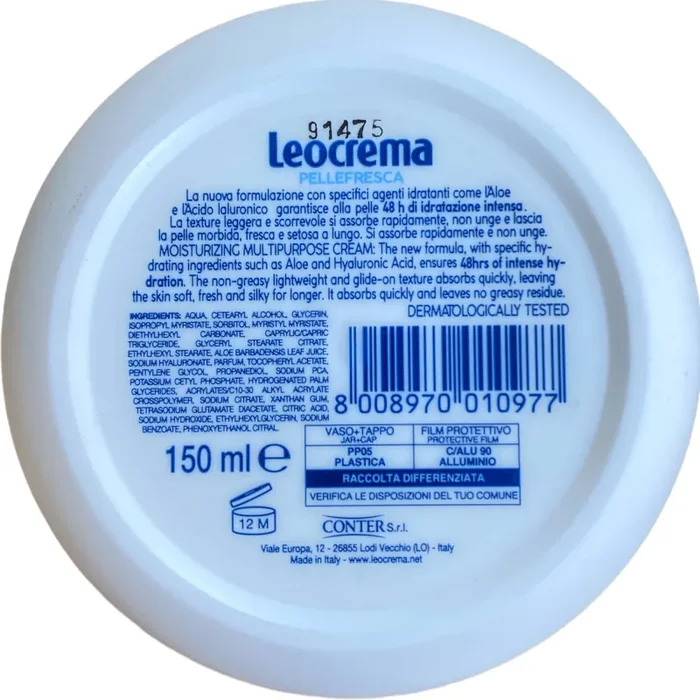 91475
Leocrema
PELLEFRESCA
La nuova formulazione con specifici agenti idratanti come l'Aloe
e l'Acido Ialuronico garantisce alla pelle 48 h di idratazione intensa.
La texture leggera e scorrevole si assorbe rapidamente, non unge e lascia
la pelle morbida, fresca e setosa a lungo. Si assorbe rapidamente e non unge.
MOISTURIZING MULTIPURPOSE CREAM: The new formula, with specific hy-
drating ingredients such as Aloe and Hyaluronic Acid, ensures 48hrs of intense hy-
dration. The non-greasy lightweight and glide-on texture absorbs quickly, leaving
the skin soft, fresh and silky for longer. It absorbs quickly and leaves no greasy residue.
DERMATOLOGICALLY TESTED
INGREDIENTS: AQUA, CETEARYL ALCOHOL, GLYCERIN,
ISOPROPYL MYRISTATE, SORBITOL, MYRISTYL MYRISTATE,
DIETHYLHEXYL CARBONATE, CAPRYLIC/CAPRIC
TRIGLYCERIDE, GLYCERYL STEARATE CITRATE,
ETHYLHEXYL STEARATE, ALOE BARBADENSIS LEAF JUICE,
SODIUM HYALURONATE, PARFUM, TOCOPHERYL ACETATE,
PENTYLENE GLYCOL, PROPANEDIOL, SODIUM PCA,
POTASSIUM CETYL PHOSPHATE, HYDROGENATED PALM
GLYCERIDES, ACRYLATES/C10-30 ALKYL ACRYLATE
CROSSPOLYMER, SODIUM CITRATE, XANTHAN GUM,
TETRASODIUM GLUTAMATE DIACETATE, CITRIC ACID,
SODIUM HYDROXIDE, ETHYLHEXYLGLYCERIN, SODIUM
BENZOATE, PHENOXYETHANOL, CITRAL.
8 008970 010977
150 ml e
VASO+TAPPO
JAR+CAP
FILM PROTETTIVO
PROTECTIVE FILM
PP05
PLASTICA
C/ALU 90
ALLUMINIO
RACCOLTA DIFFERENZIATA
VERIFICA LE DISPOSIZIONI DEL TUO COMUNE
12 M
CONTER S.r.l.
Viale Europa, 12 - 26855 Lodi Vecchio (LO) - Italy
Made in Italy - www.leocrema.net